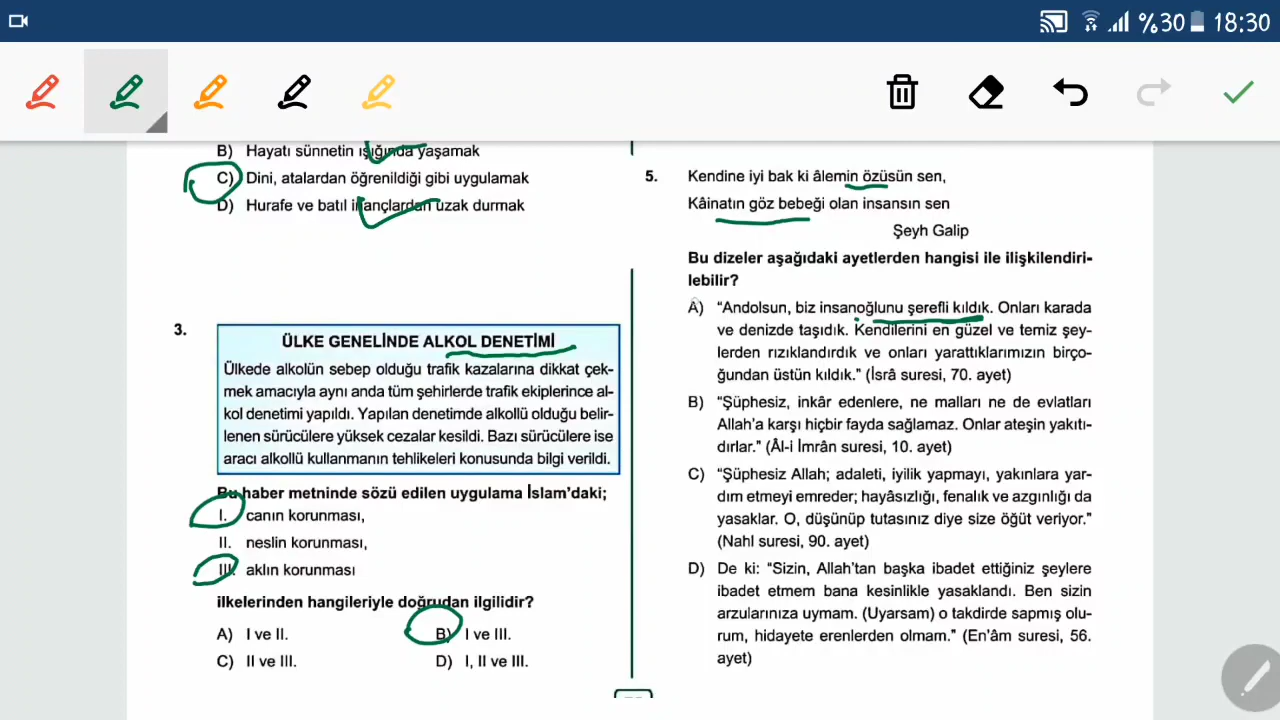 %30 18:30
B) Hayatı sünnetin ışığında yaşamak
C) Dini, atalardan öğrenildiği gibi uygulamak
D) Hurafe ve batıl inançlardan uzak durmak
3.
ÜLKE GENELİNDE ALKOL DENETİMİ
Ülkede alkolün sebep olduğu trafik kazalarına dikkat çek-
mek amacıyla aynı anda tüm şehirlerde trafik ekiplerince al-
kol denetimi yapıldı. Yapılan denetimde alkollü olduğu belir-
lenen sürücülere yüksek cezalar kesildi. Bazı sürücülere ise
aracı alkollü kullanmanın tehlikeleri konusunda bilgi verildi.
Bu haber metninde sözü edilen uygulama İslam’daki;
I. canın korunması,
II. neslin korunması,
III. aklın korunması
ilkelerinden hangileriyle doğrudan ilgilidir?
A) I ve II.
B) I ve III.
C) II ve III.
D) I, II ve III.
5. Kendine iyi bak ki âlemin özüsün sen,
Kâinatın göz bebeği olan insansın sen
Şeyh Galip
Bu dizeler aşağıdaki ayetlerden hangisi ile ilişkilendiri-
lebilir?
A) “Andolsun, biz insanoğlunu şerefli kıldık. Onları karada
ve denizde taşıdık. Kendilerini en güzel ve temiz şey-
lerden rızıklandırdık ve onları yarattıklarımızın birço-
ğundan üstün kıldık.” (İsrâ suresi, 70. ayet)
B) “Şüphesiz, inkâr edenlere, ne malları ne de evlatları
Allah’a karşı hiçbir fayda sağlamaz. Onlar ateşin yakıtı-
dırlar.” (Âl-i İmrân suresi, 10. ayet)
C) “Şüphesiz Allah; adaleti, iyilik yapmayı, yakınlara yar-
dım etmeyi emreder; hayâsızlığı, fenalık ve azgınlığı da
yasaklar. O, düşünüp tutasınız diye size öğüt veriyor.”
(Nahl suresi, 90. ayet)
D) De ki: “Sizin, Allah’tan başka ibadet ettiğiniz şeylere
ibadet etmem bana kesinlikle yasaklandı. Ben sizin
arzularınıza uymam. (Uyarsam) o takdirde sapmış olu-
rum, hidayete erenlerden olmam.” (En’âm suresi, 56.
ayet)